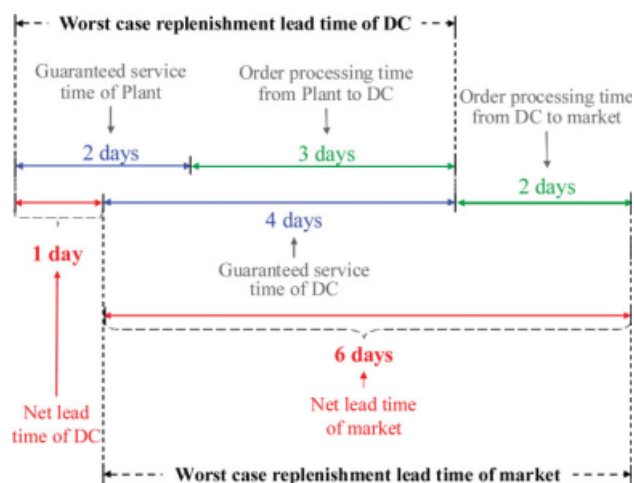 Worst case replenishment lead time of DC
Guaranteed service
time of Plant
Order processing time
from Plant to DC
Order processing time
from DC to market
2 days
3 days
2 days
4 days
1 day
Guaranteed service
time of DC
6 days
Net lead
time of DC
Net lead time
of market
Worst case replenishment lead time of market